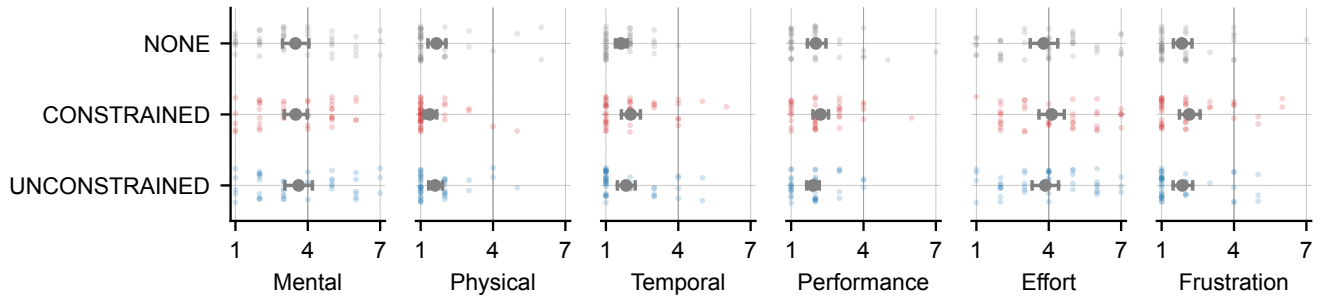 NONE
CONSTRAINED
UNCONSTRAINED
1 4 7 1 4 7 1 4 7 1 4 7 1 4 7 1 4 7
Mental Physical Temporal Performance Effort Frustration